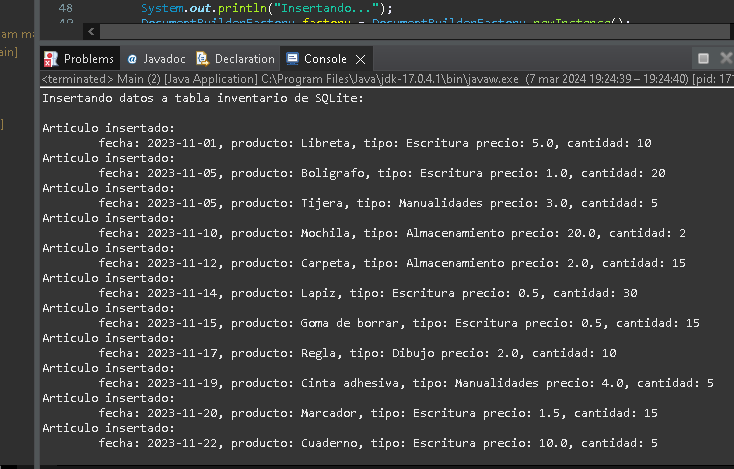 48 System.out.println("Insertando...");
49 DocumentBuilderFactory factory = DocumentBuilderFactory.newInstance();
am ma
ain]
]
Problems Javadoc Declaration Console
<terminated> Main (2) [Java Application] C:\Program Files\Java\jdk-17.0.4.1\bin\javaw.exe (7 mar 2024 19:24:39 – 19:24:40) [pid: 171
Insertando datos a tabla inventario de SQLite:
Articulo insertado:
fecha: 2023-11-01, producto: Libreta, tipo: Escritura precio: 5.0, cantidad: 10
Articulo insertado:
fecha: 2023-11-05, producto: Boligrafo, tipo: Escritura precio: 1.0, cantidad: 20
Articulo insertado:
fecha: 2023-11-05, producto: Tijera, tipo: Manualidades precio: 3.0, cantidad: 5
Articulo insertado:
fecha: 2023-11-10, producto: Mochila, tipo: Almacenamiento precio: 20.0, cantidad: 2
Articulo insertado:
fecha: 2023-11-12, producto: Carpeta, tipo: Almacenamiento precio: 2.0, cantidad: 15
Articulo insertado:
fecha: 2023-11-14, producto: Lapiz, tipo: Escritura precio: 0.5, cantidad: 30
Articulo insertado:
fecha: 2023-11-15, producto: Goma de borrar, tipo: Escritura precio: 0.5, cantidad: 15
Articulo insertado:
fecha: 2023-11-17, producto: Regla, tipo: Dibujo precio: 2.0, cantidad: 10
Articulo insertado:
fecha: 2023-11-19, producto: Cinta adhesiva, tipo: Manualidades precio: 4.0, cantidad: 5
Articulo insertado:
fecha: 2023-11-20, producto: Marcador, tipo: Escritura precio: 1.5, cantidad: 15
Articulo insertado:
fecha: 2023-11-22, producto: Cuaderno, tipo: Escritura precio: 10.0, cantidad: 5